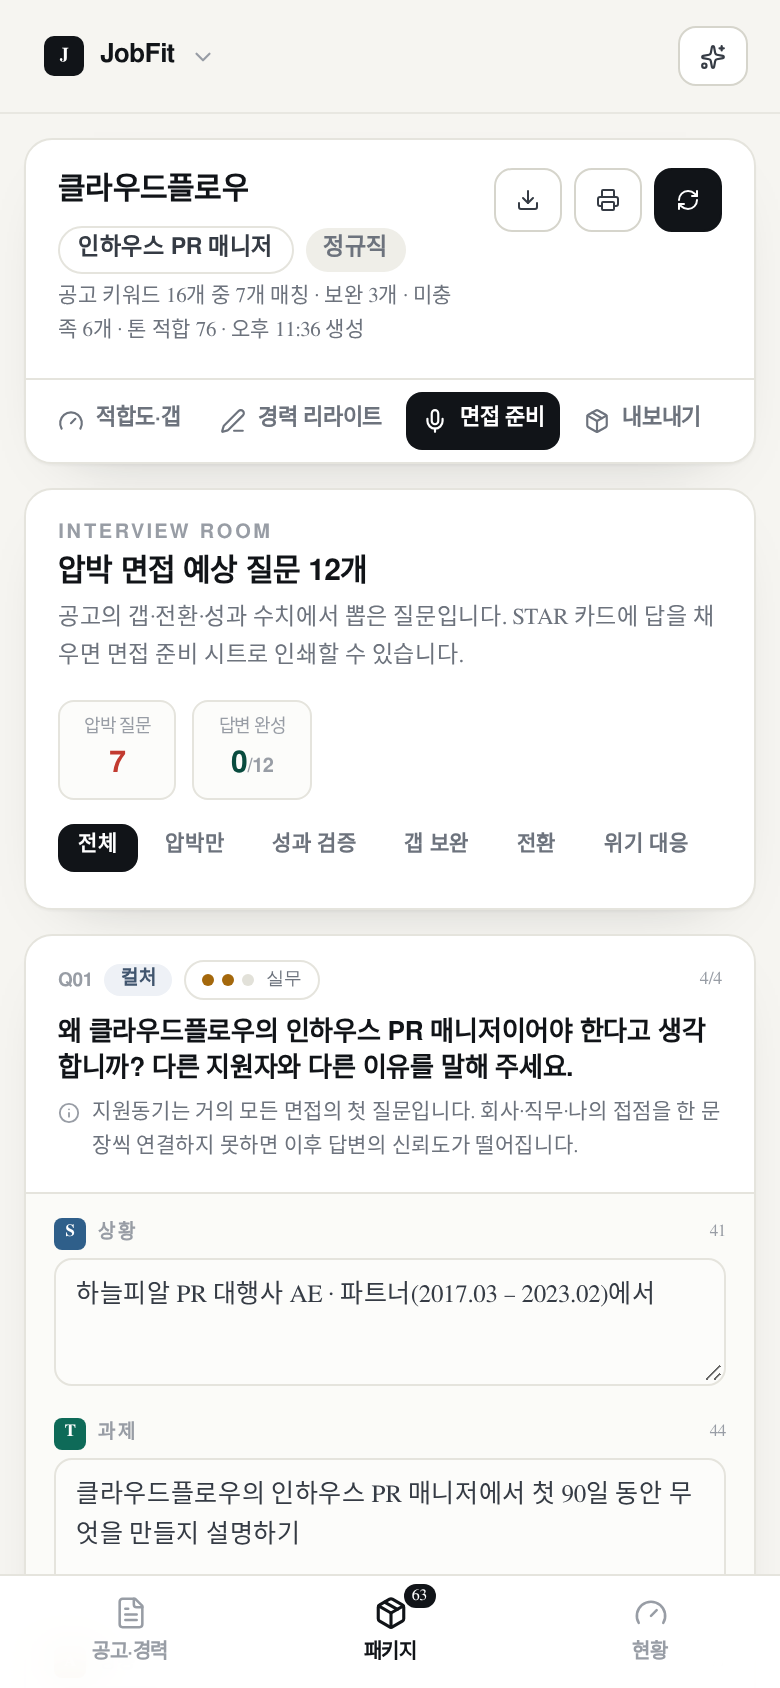 J JobFit
클라우드플로우
인하우스 PR 매니저 정규직
공고 키워드 16개 중 7개 매칭 · 보완 3개 · 미충
족 6개 · 톤 적합 76 · 오후 11:36 생성
적합도·갭 경력 리라이트 면접 준비 내보내기
INTERVIEW ROOM
압박 면접 예상 질문 12개
공고의 갭·전환·성과 수치에서 뽑은 질문입니다. STAR 카드에 답을 채
우면 면접 준비 시트로 인쇄할 수 있습니다.
압박 질문 답변 완성
7 0/12
전체 압박만 성과 검증 갭 보완 전환 위기 대응
Q01 컬처 실무 4/4
왜 클라우드플로우의 인하우스 PR 매니저이어야 한다고 생각
합니까? 다른 지원자와 다른 이유를 말해 주세요.
지원동기는 거의 모든 면접의 첫 질문입니다. 회사·직무·나의 접점을 한 문
장씩 연결하지 못하면 이후 답변의 신뢰도가 떨어집니다.
S 상황 41
하늘피알 PR 대행사 AE · 파트너(2017.03 – 2023.02)에서
T 과제 44
클라우드플로우의 인하우스 PR 매니저에서 첫 90일 동안 무
엇을 만들지 설명하기
63
공고·경력 패키지 현황